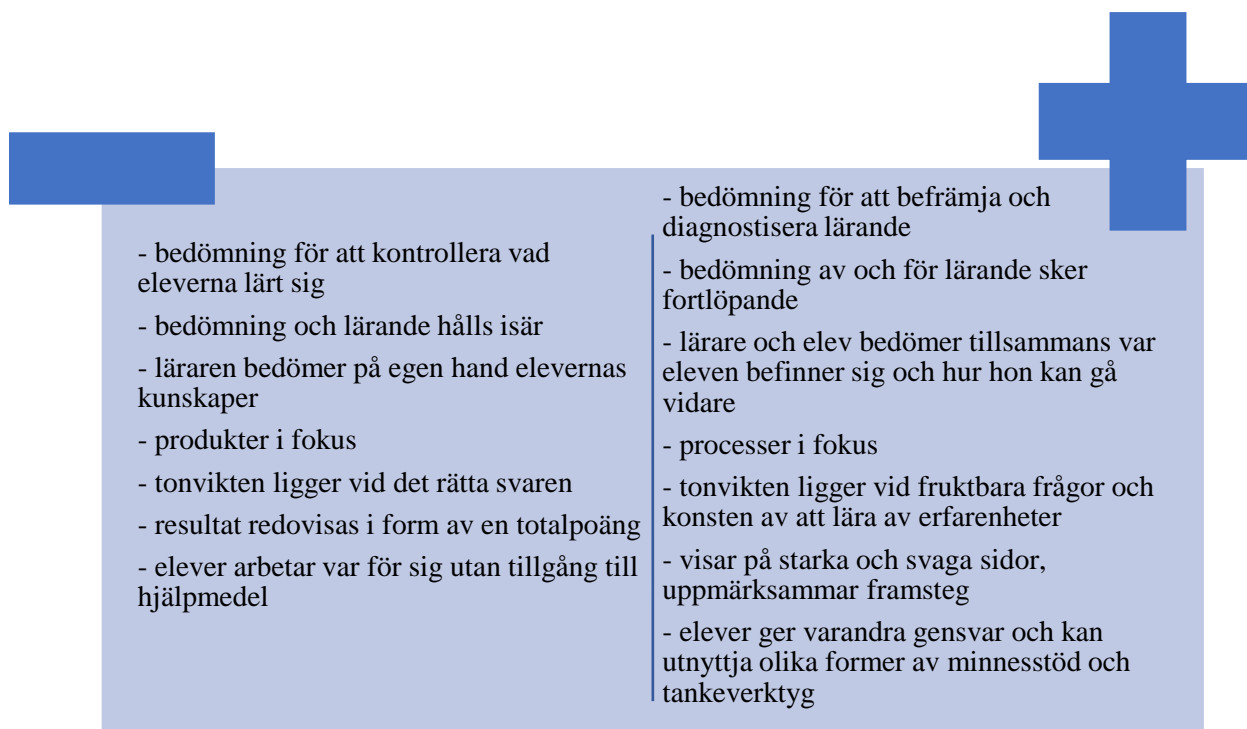 - bedömning för att kontrollera vad
eleverna lärt sig
- bedömning och lärande hålls isär
- läraren bedömer på egen hand elevernas
kunskaper
- produkter i fokus
- tonvikten ligger vid det rätta svaren
- resultat redovisas i form av en totalpoäng
- elever arbetar var för sig utan tillgång till
hjälpmedel
- bedömning för att befrämja och
diagnostisera lärande
- bedömning av och för lärande sker
fortlöpande
- lärare och elev bedömer tillsammans var
eleven befinner sig och hur hon kan gå
vidare
- processer i fokus
- tonvikten ligger vid fruktbara frågor och
konsten av att lära av erfarenheter
- visar på starka och svaga sidor,
uppmärksammar framsteg
- elever ger varandra gensvar och kan
utnyttja olika former av minnesstöd och
tankeverktyg